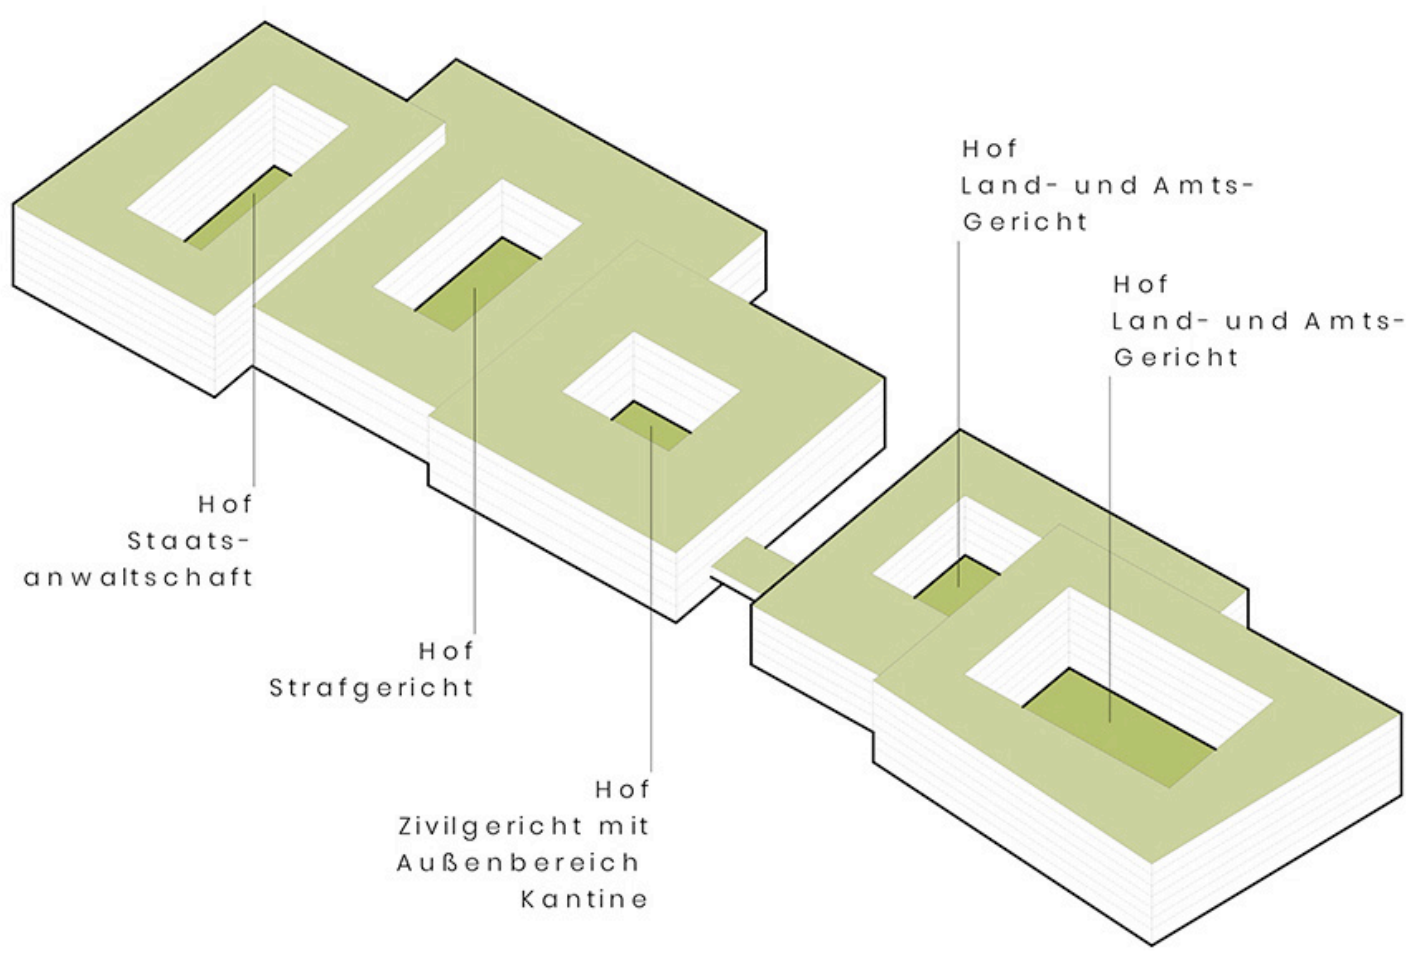 Hof
Land- und Amts-
Gericht
Hof
Land- und Amts-
Gericht
Hof
Staats-
anwaltschaft
Hof
Strafgericht
Hof
Zivilgericht mit
Außenbereich
Kantine